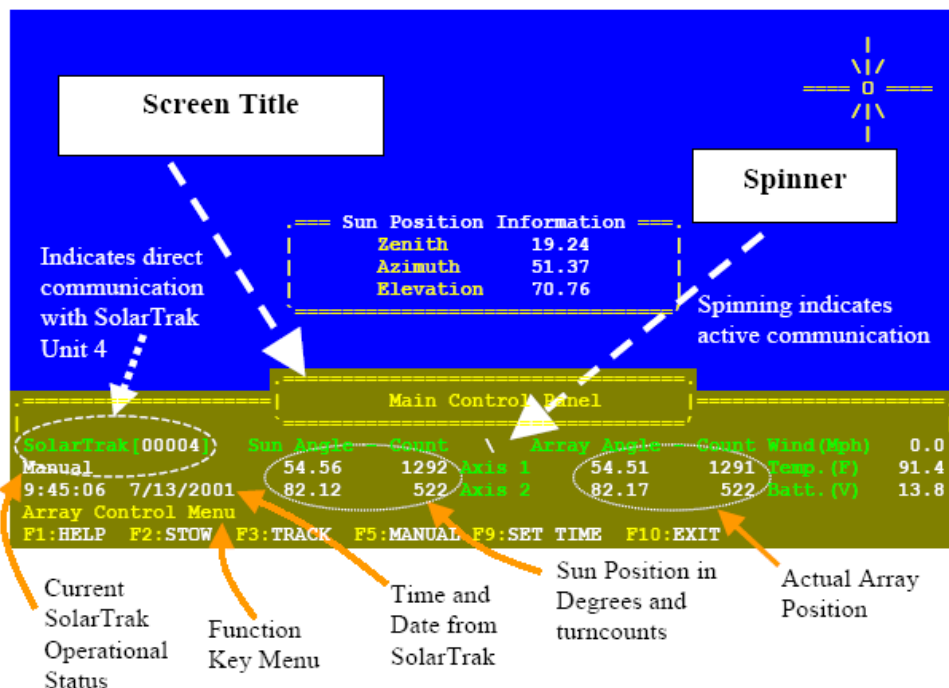 Screen Title
\|/
==== O ====
/|\
Spinner
=== Sun Position Information ===
Zenith 19.24
Azimuth 51.37
Elevation 70.76
Indicates direct
communication
with SolarTrak
Unit 4
Spinning indicates
active communication
Main Control Panel
SolarTrak[00004] Sun Angle - Count \ Array Angle - Count Wind(Mph) 0.0
Manual 54.56 1292 Axis 1 54.51 1291 Temp.(F) 91.4
9:45:06 7/13/2001 82.12 522 Axis 2 82.17 522 Batt.(V) 13.8
Array Control Menu
F1:HELP F2:STOW F3:TRACK F5:MANUAL F9:SET TIME F10:EXIT
Current
SolarTrak
Operational
Status
Function
Key Menu
Time and
Date from
SolarTrak
Sun Position in
Degrees and
turncounts
Actual Array
Position